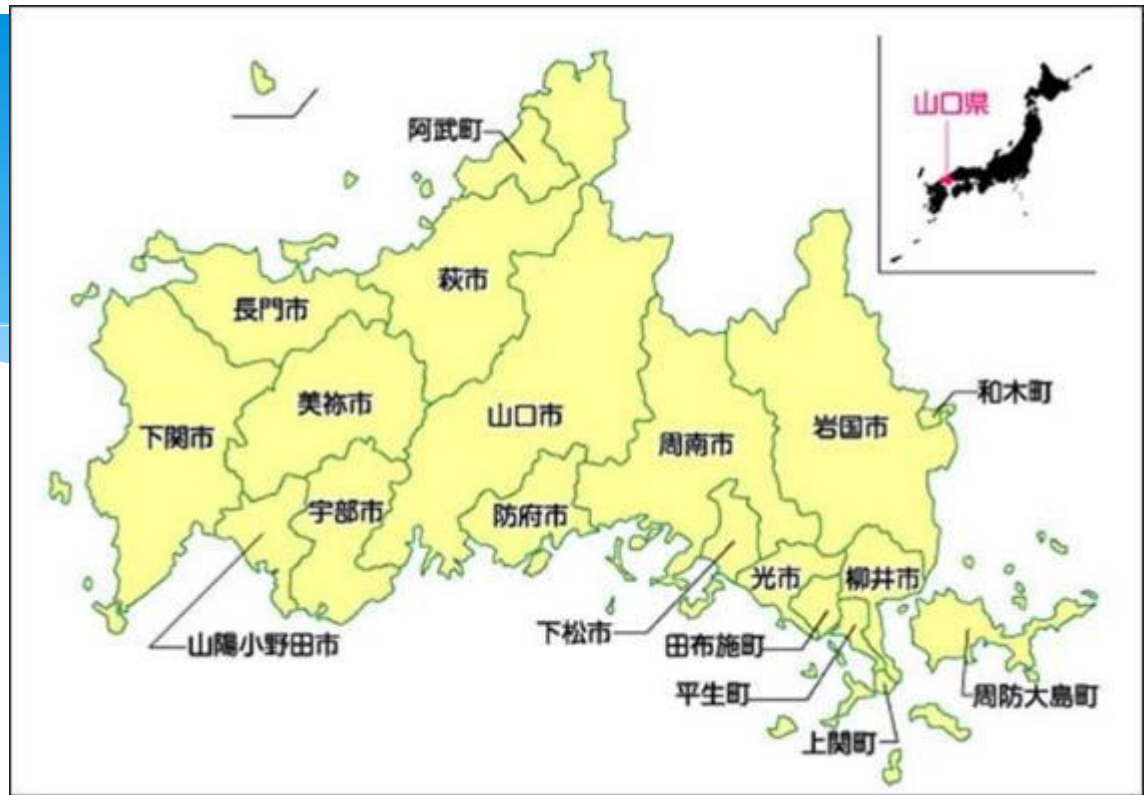 山口県
阿武町
萩市
長門市
美祢市
山口市
和木町
下関市
周南市
岩国市
宇部市
防府市
光市
柳井市
下松市
山陽小野田市
田布施町
平生町
周防大島町
上関町